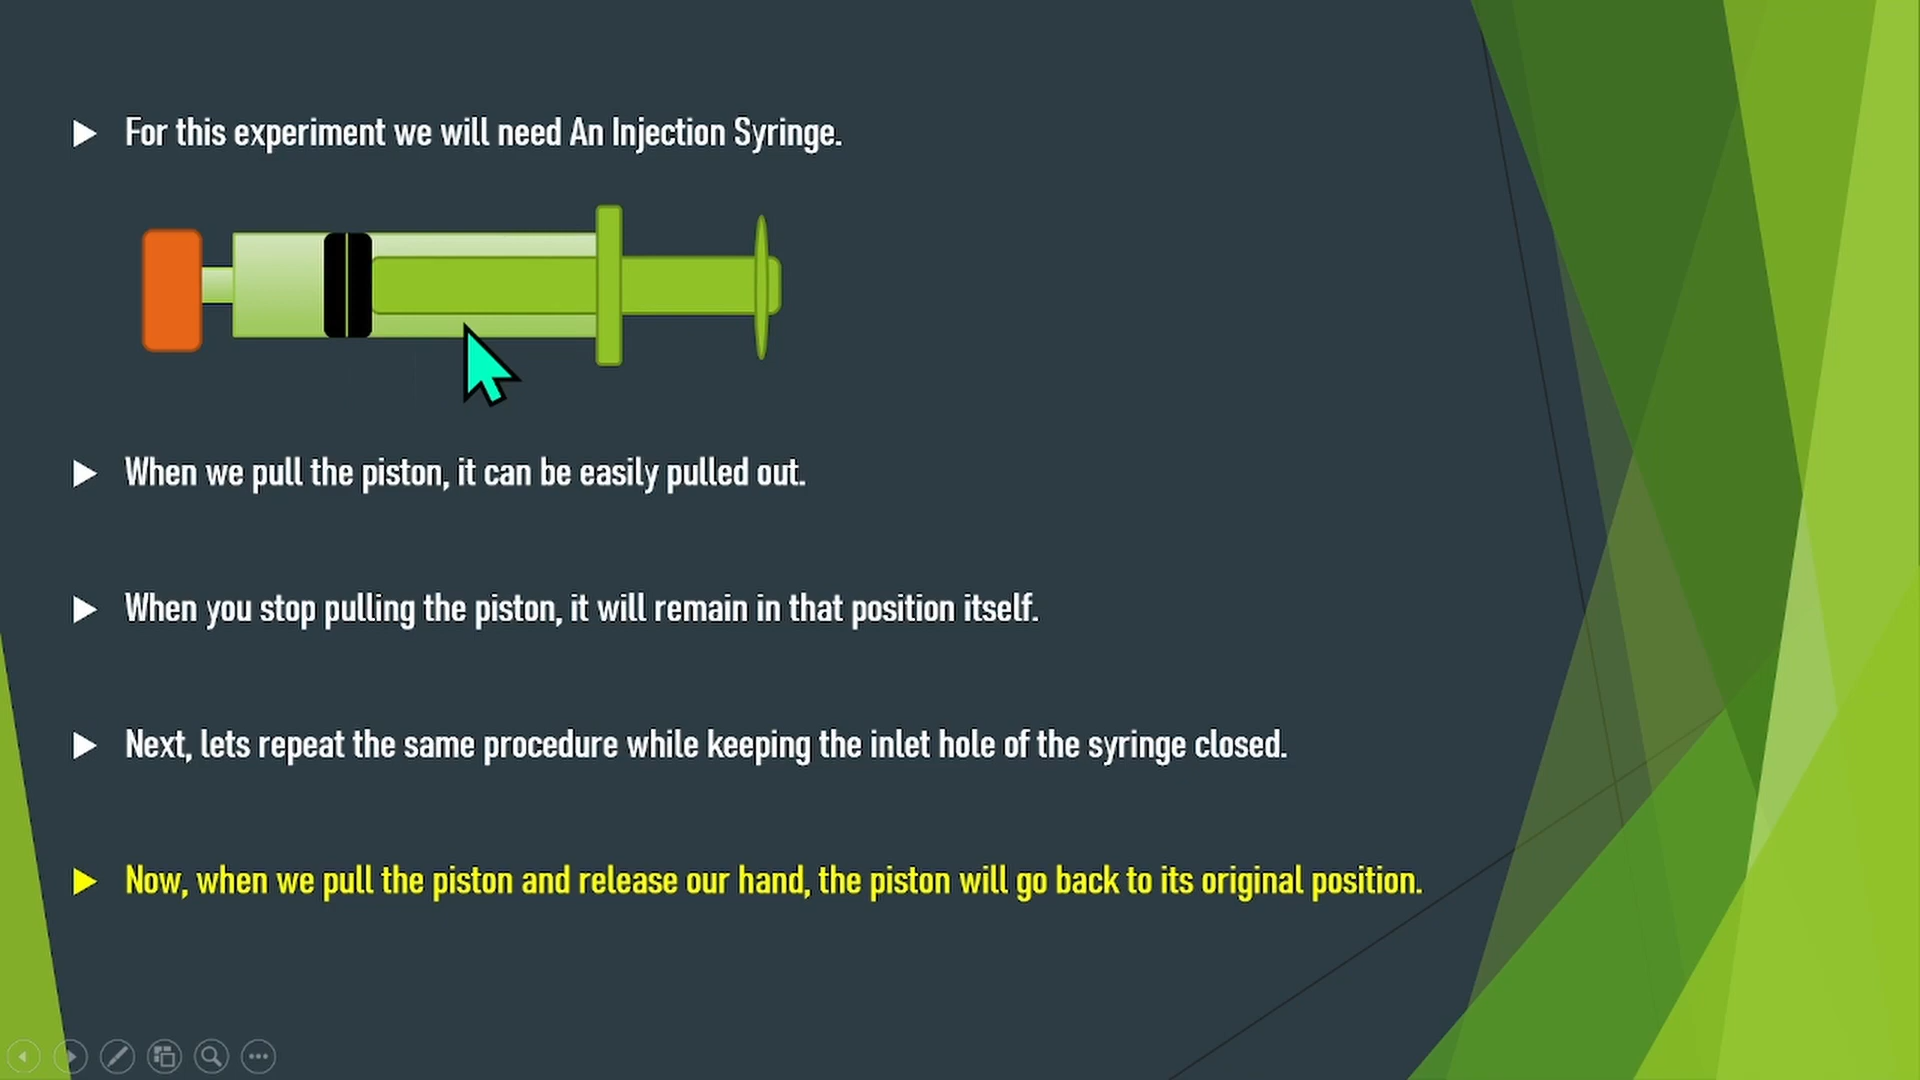 For this experiment we will need An Injection Syringe.
When we pull the piston, it can be easily pulled out.
When you stop pulling the piston, it will remain in that position itself.
Next, lets repeat the same procedure while keeping the inlet hole of the syringe closed.
Now, when we pull the piston and release our hand, the piston will go back to its original position.